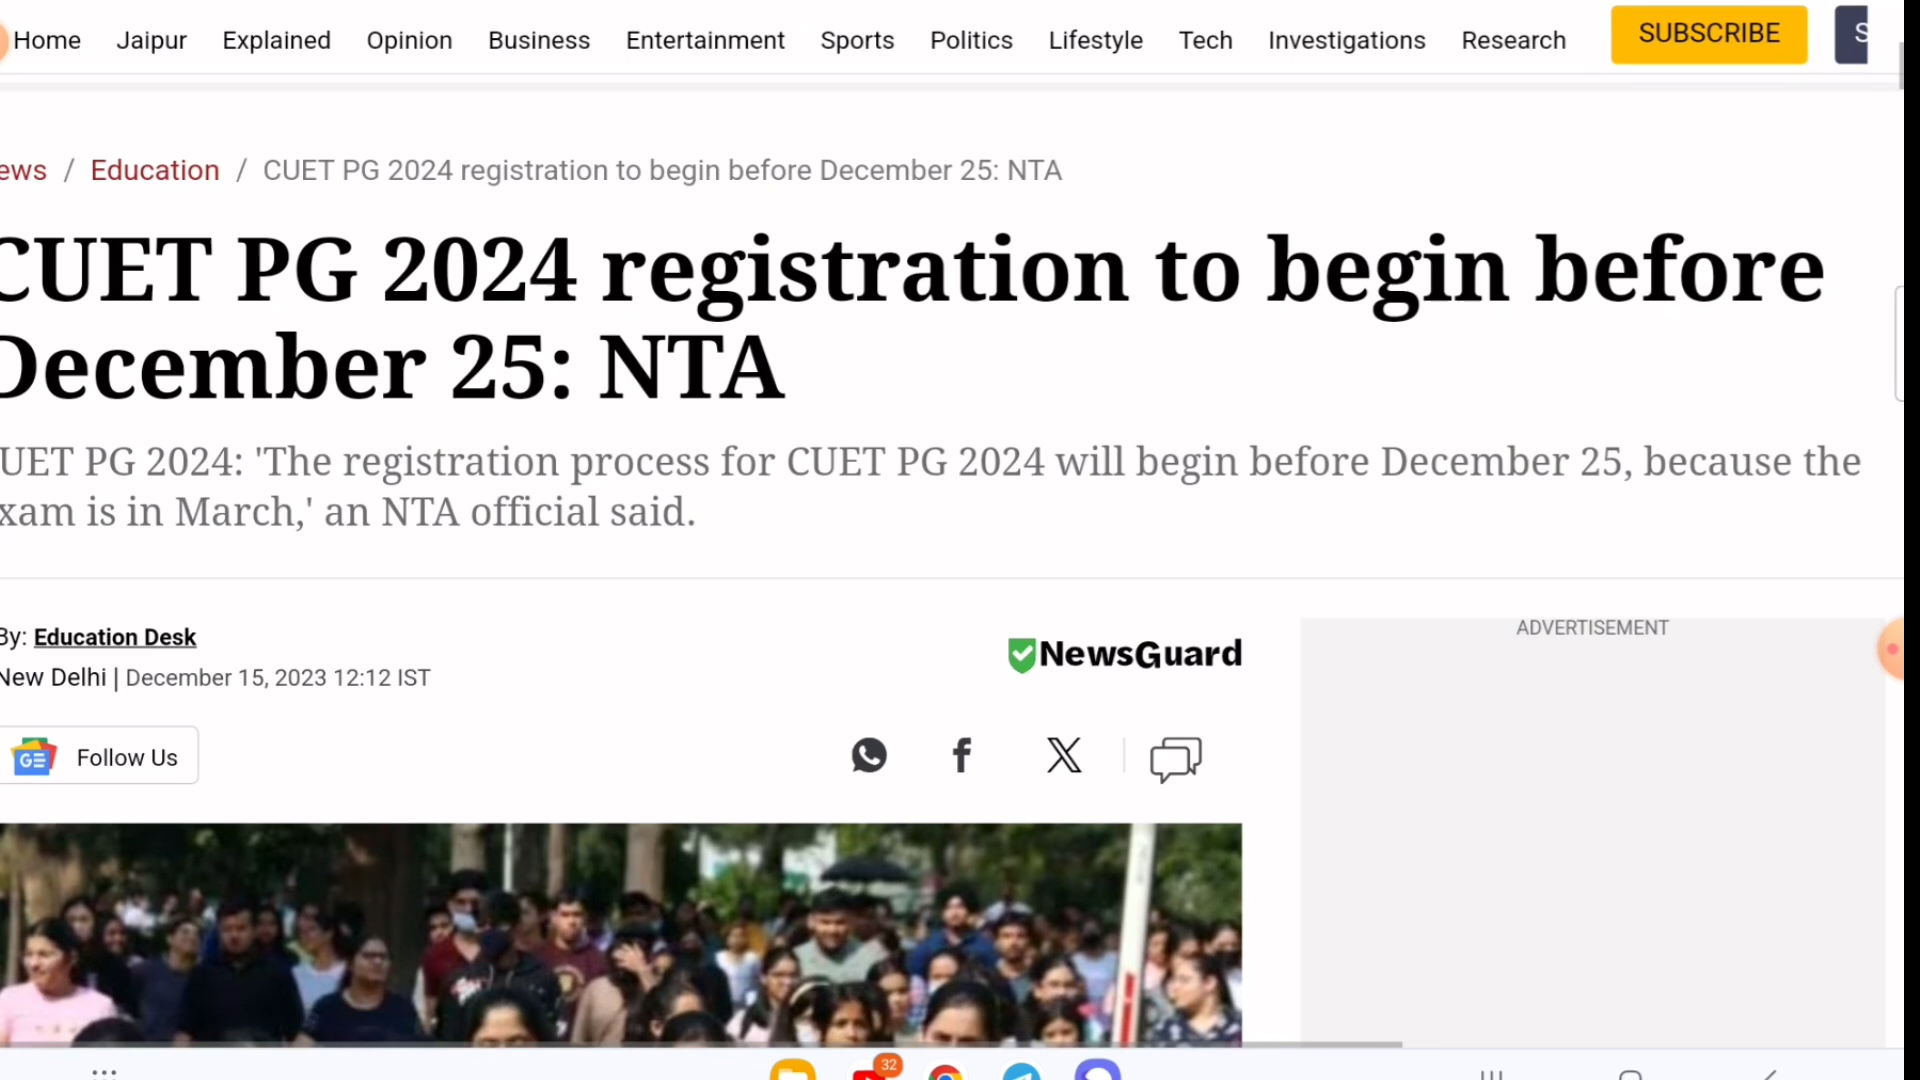 Home Jaipur Explained Opinion Business Entertainment Sports Politics Lifestyle Tech Investigations Research SUBSCRIBE S
ews / Education / CUET PG 2024 registration to begin before December 25: NTA
CUET PG 2024 registration to begin before
December 25: NTA
UET PG 2024: 'The registration process for CUET PG 2024 will begin before December 25, because the
xam is in March,' an NTA official said.
By: Education Desk
NewsGuard
ADVERTISEMENT
New Delhi | December 15, 2023 12:12 IST
GE Follow Us
32